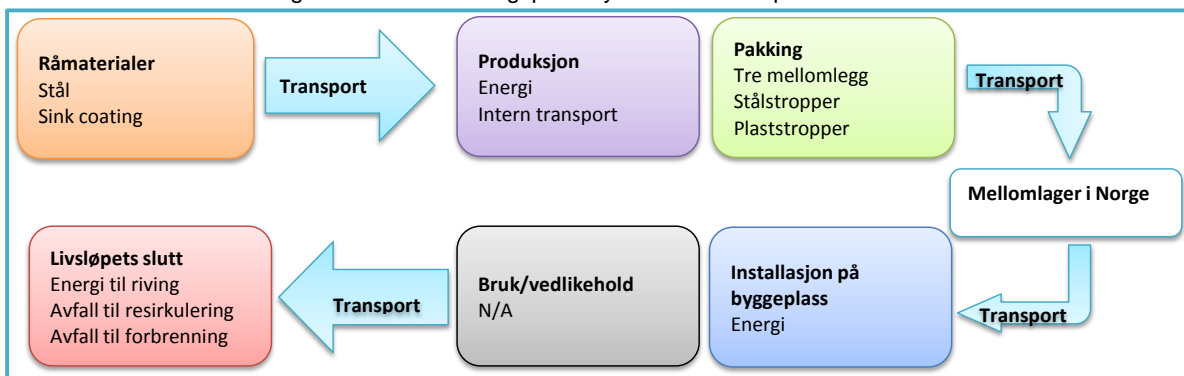 Råmaterialer
Stål
Sink coating
Transport
Produksjon
Energi
Intern transport
Pakking
Tre mellomlegg
Stålstropper
Plaststropper
Transport
Mellomlager i Norge
Transport
Installasjon på
byggeplass
Energi
Bruk/vedlikehold
N/A
Transport
Livsløpets slutt
Energi til riving
Avfall til resirkulering
Avfall til forbrenning